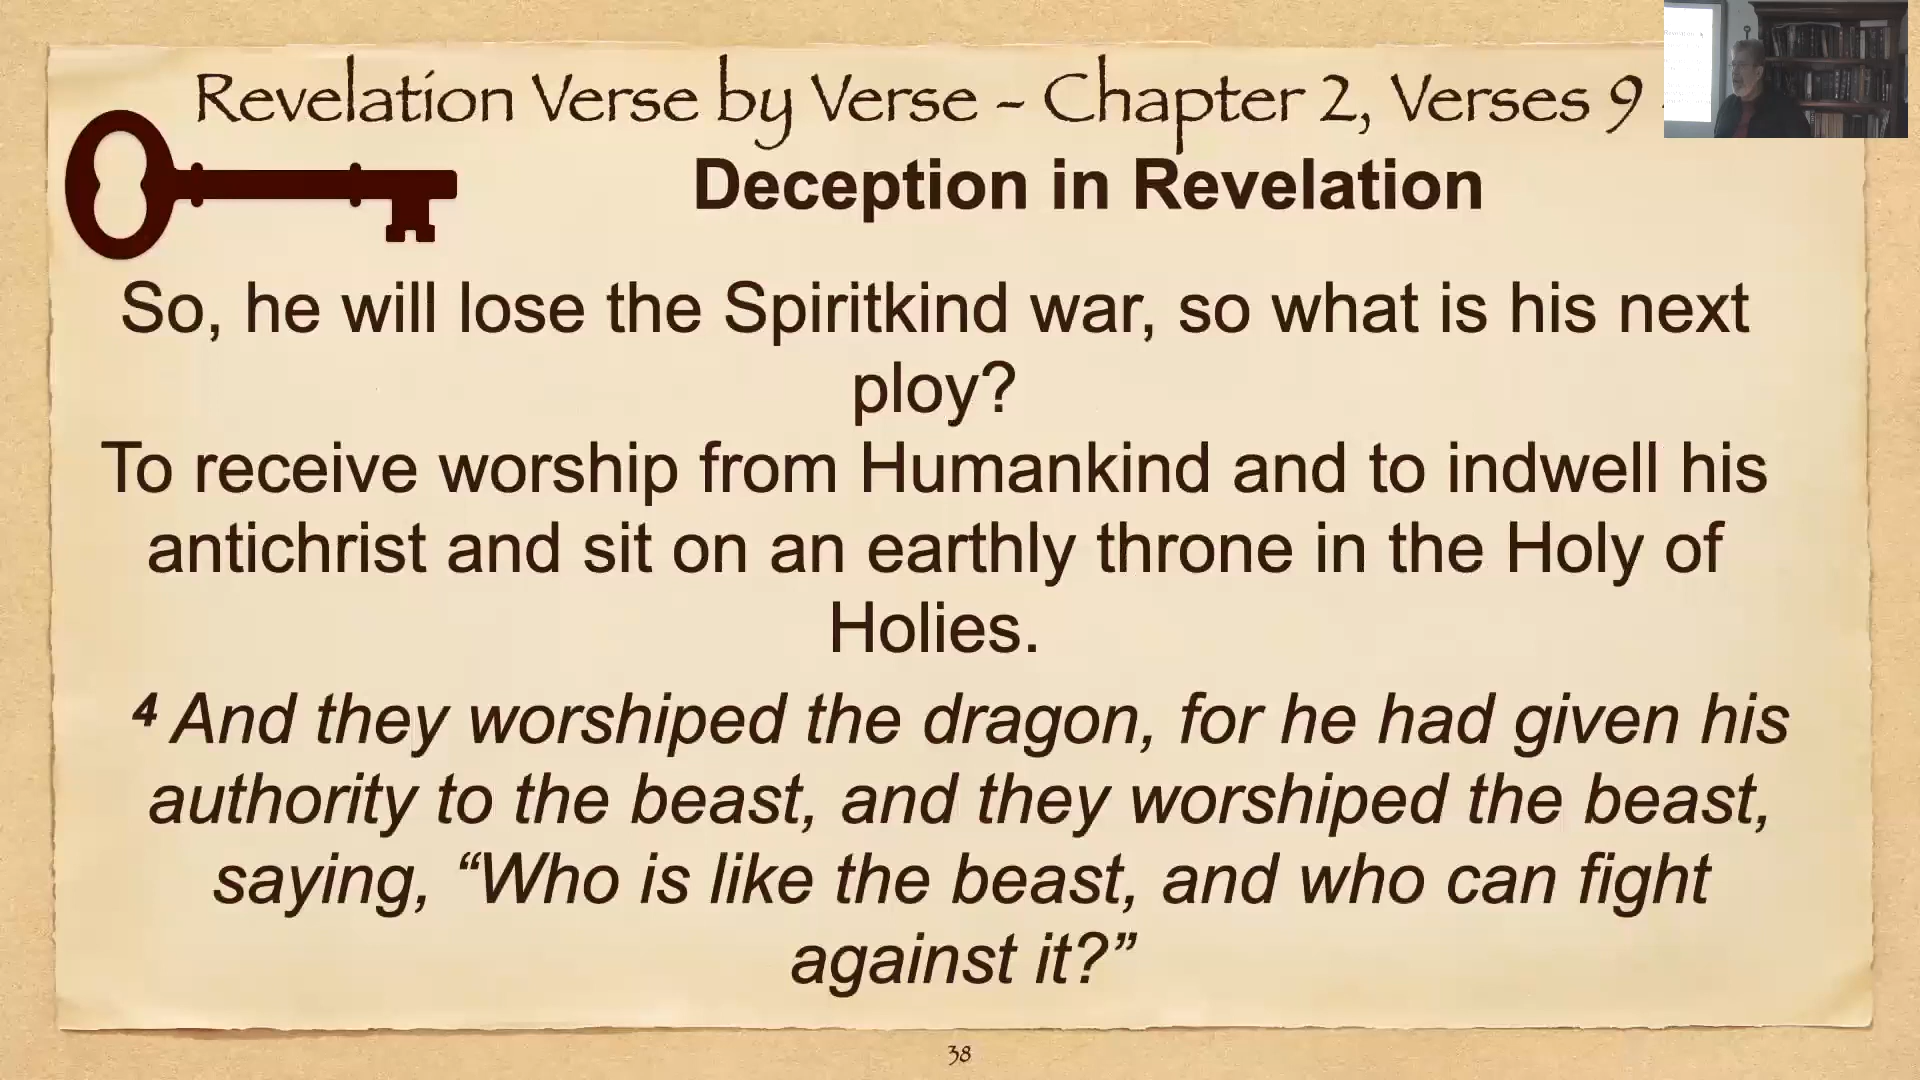 Revelation Verse by Verse - Chapter 2, Verses 9
Deception in Revelation
So, he will lose the Spiritkind war, so what is his next
ploy?
To receive worship from Humankind and to indwell his
antichrist and sit on an earthly throne in the Holy of
Holies.
4 And they worshiped the dragon, for he had given his
authority to the beast, and they worshiped the beast,
saying, “Who is like the beast, and who can fight
against it?”
38